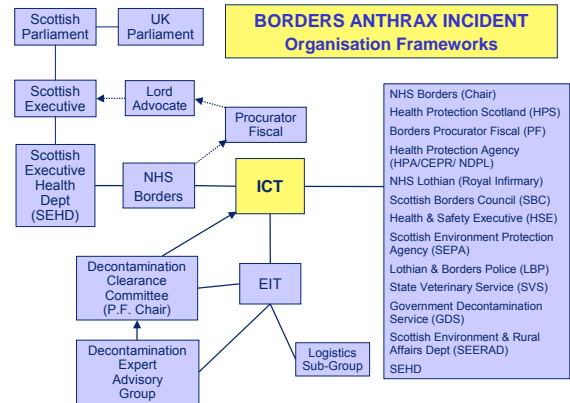 Scottish
Parliament
UK
Parliament
BORDERS ANTHRAX INCIDENT
Organisation Frameworks
Scottish
Executive
Lord
Advocate
Procurator
Fiscal
Scottish
Executive
Health
Dept
(SEHD)
NHS
Borders
ICT
NHS Borders (Chair)
Health Protection Scotland (HPS)
Borders Procurator Fiscal (PF)
Health Protection Agency
(HPA/CEPR/ NDPL)
NHS Lothian (Royal Infirmary)
Scottish Borders Council (SBC)
Health & Safety Executive (HSE)
Scottish Environment Protection
Agency (SEPA)
Lothian & Borders Police (LBP)
State Veterinary Service (SVS)
Government Decontamination
Service (GDS)
Scottish Environment & Rural
Affairs Dept (SEERAD)
SEHD
Decontamination
Clearance
Committee
(P.F. Chair)
EIT
Decontamination
Expert
Advisory
Group
Logistics
Sub-Group